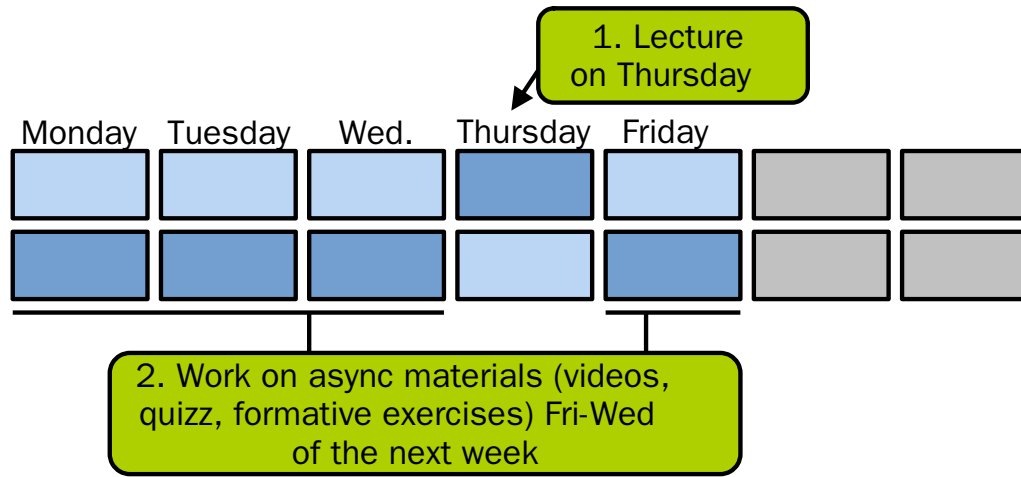 1. Lecture
on Thursday
Monday Tuesday Wed. Thursday Friday
2. Work on async materials (videos,
quizz, formative exercises) Fri-Wed
of the next week